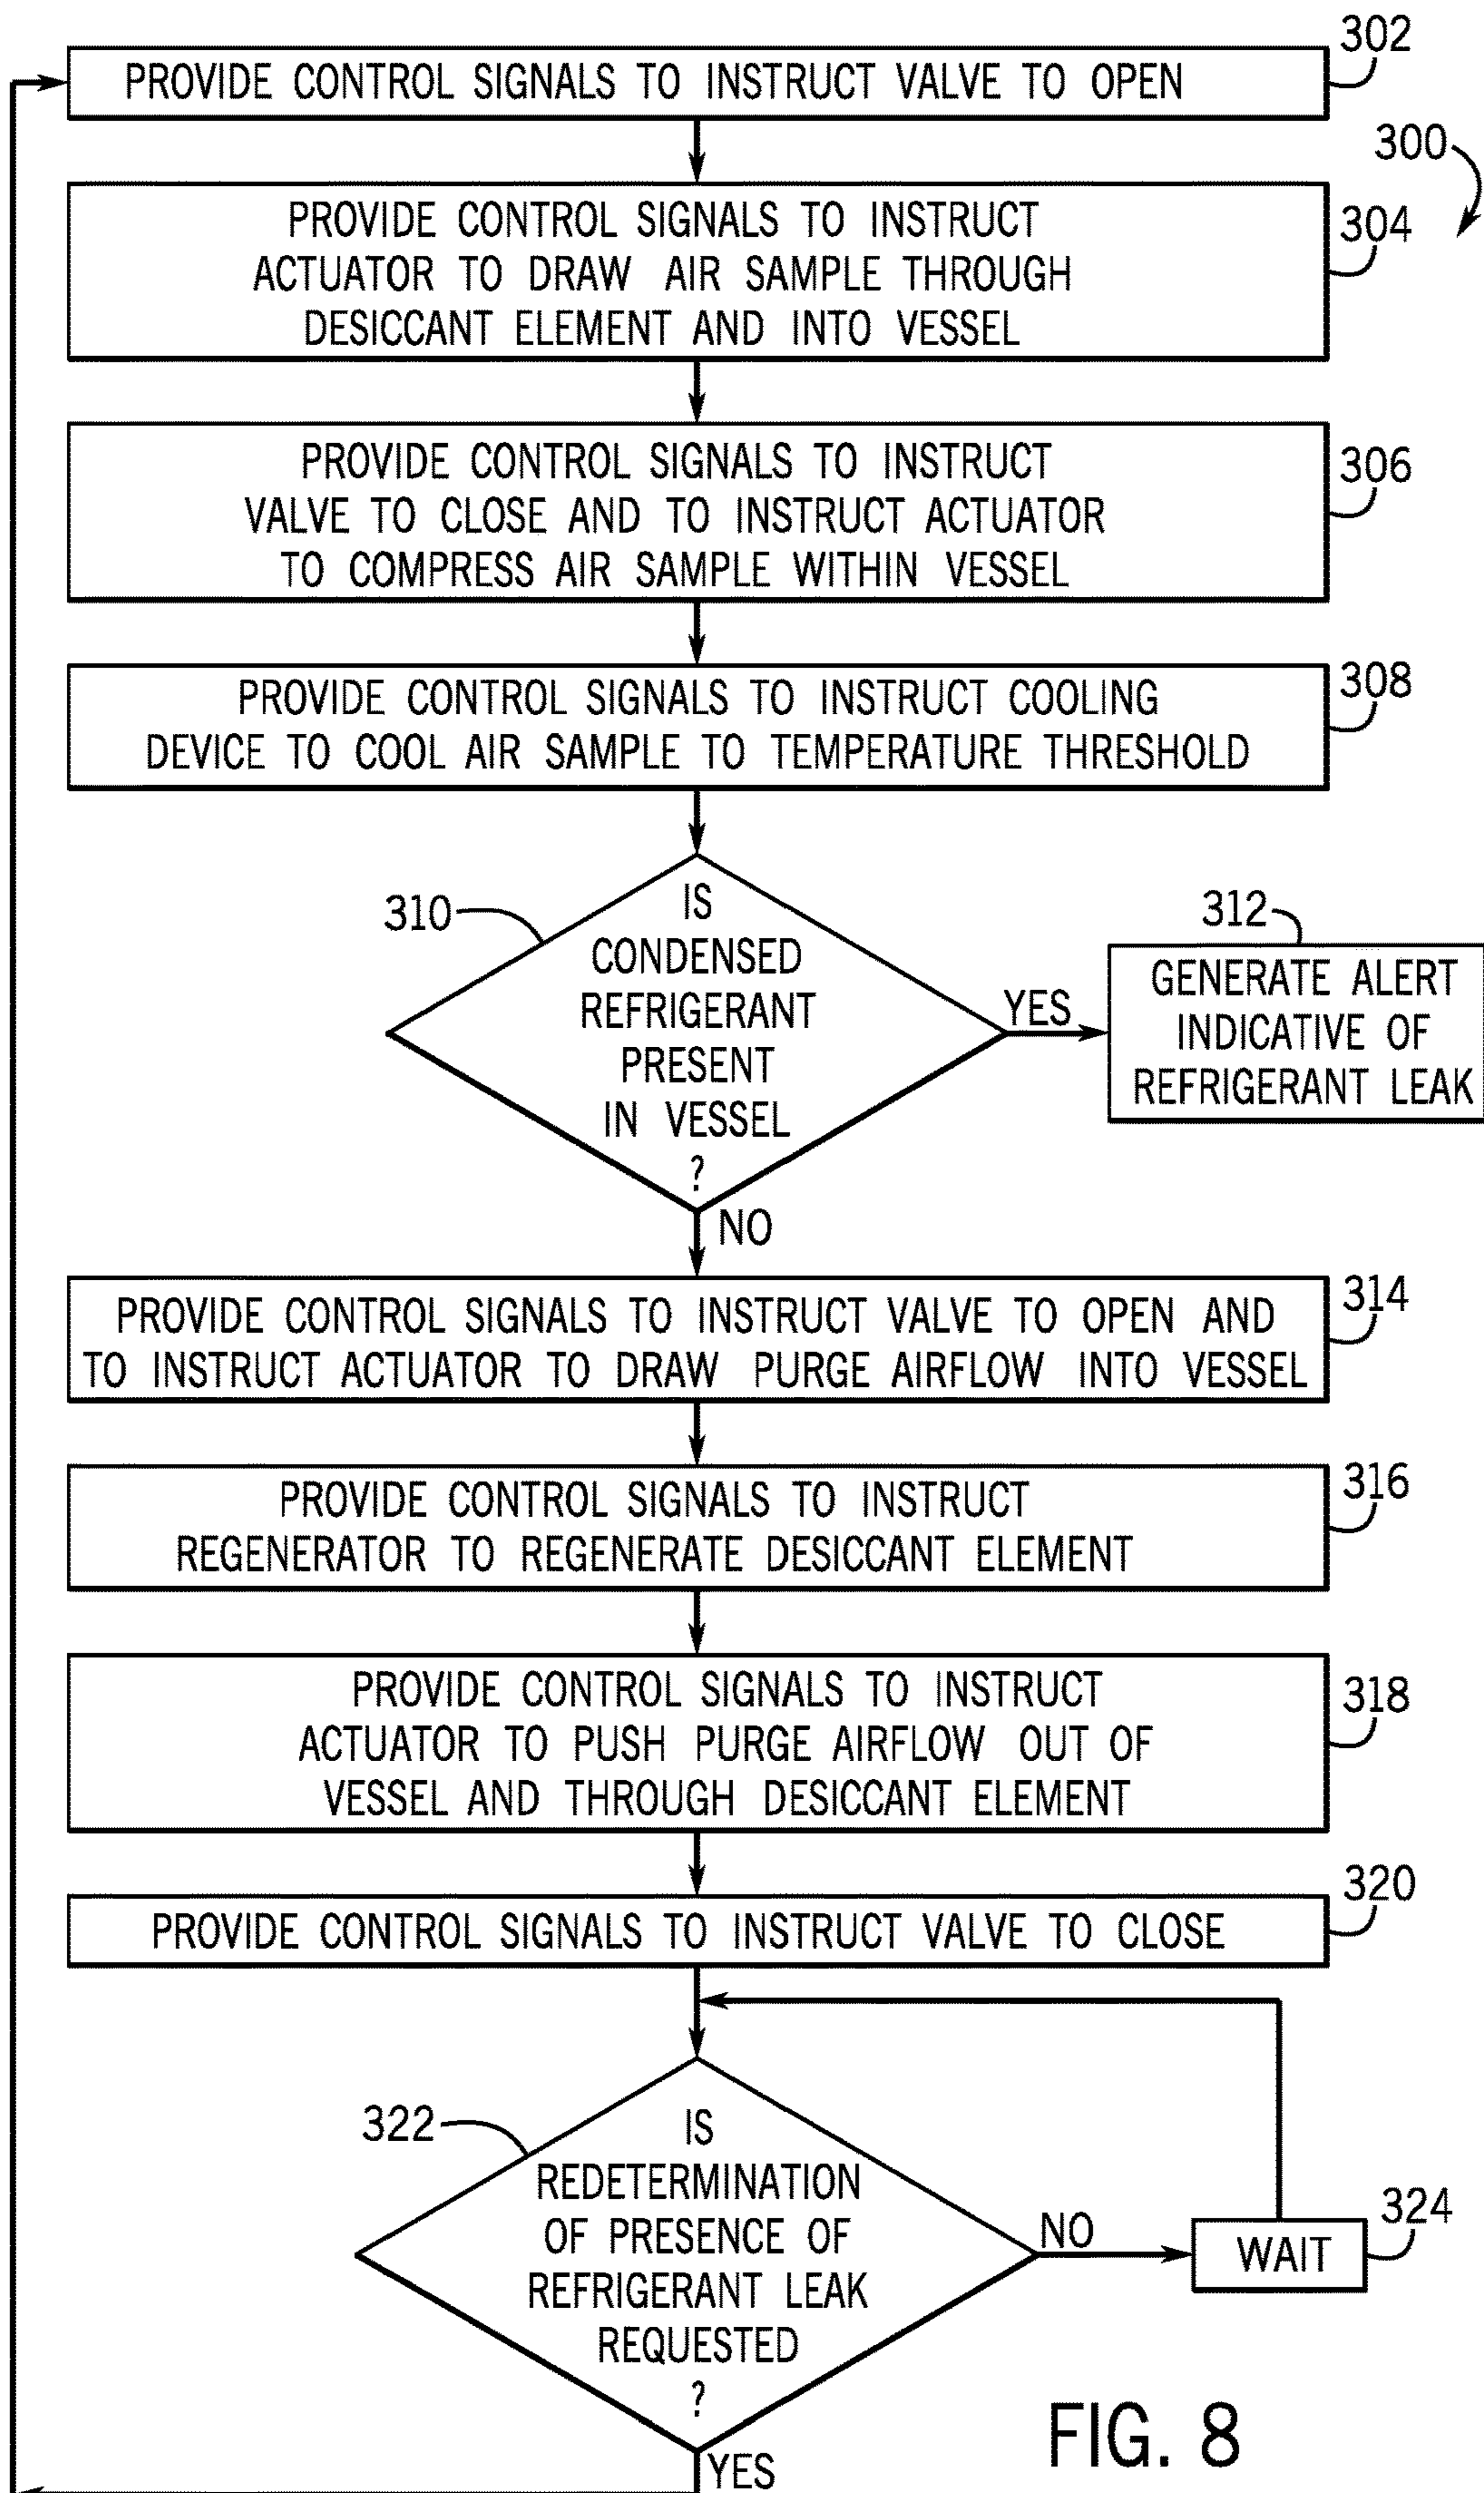 302
PROVIDE CONTROL SIGNALS TO INSTRUCT VALVE TO OPEN
300
304
PROVIDE CONTROL SIGNALS TO INSTRUCT
ACTUATOR TO DRAW AIR SAMPLE THROUGH
DESICCANT ELEMENT AND INTO VESSEL
306
PROVIDE CONTROL SIGNALS TO INSTRUCT
VALVE TO CLOSE AND TO INSTRUCT ACTUATOR
TO COMPRESS AIR SAMPLE WITHIN VESSEL
308
PROVIDE CONTROL SIGNALS TO INSTRUCT COOLING
DEVICE TO COOL AIR SAMPLE TO TEMPERATURE THRESHOLD
310
IS
CONDENSED
REFRIGERANT
PRESENT
IN VESSEL
?
YES
312
GENERATE ALERT
INDICATIVE OF
REFRIGERANT LEAK
NO
314
PROVIDE CONTROL SIGNALS TO INSTRUCT VALVE TO OPEN AND
TO INSTRUCT ACTUATOR TO DRAW PURGE AIRFLOW INTO VESSEL
316
PROVIDE CONTROL SIGNALS TO INSTRUCT
REGENERATOR TO REGENERATE DESICCANT ELEMENT
318
PROVIDE CONTROL SIGNALS TO INSTRUCT
ACTUATOR TO PUSH PURGE AIRFLOW OUT OF
VESSEL AND THROUGH DESICCANT ELEMENT
320
PROVIDE CONTROL SIGNALS TO INSTRUCT VALVE TO CLOSE
322
IS
REDETERMINATION
OF PRESENCE OF
REFRIGERANT LEAK
REQUESTED
?
NO
324
WAIT
YES
FIG. 8